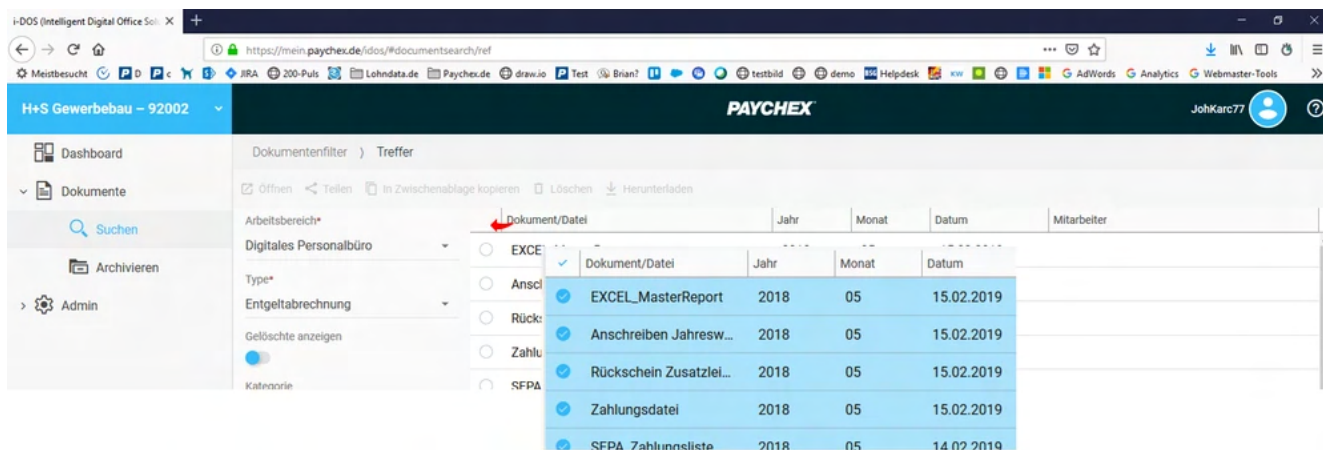 i-DOS (Intelligent Digital Office Sol
https://mein.paychex.de/idos/#documentsearch/ref
Meistbesucht D c JIRA 200-Puls Lohndata.de Paychex.de draw.io Test Brian? testbild demo Helpdesk KW AdWords Analytics Webmaster-Tools
H+S Gewerbebau – 92002 PAYCHEX JohKarc77
Dashboard
Dokumente
Suchen
Archivieren
Admin
Dokumentenfilter ) Treffer
Öffnen Teilen In Zwischenablage kopieren Löschen Herunterladen
Arbeitsbereich*
Digitales Personalbüro
Type*
Entgeltabrechnung
Gelöschte anzeigen
Kategorie
Dokument/Datei Jahr Monat Datum Mitarbeiter
EXCE
Ansc
Rück
Zahlu
SEPA
Dokument/Datei Jahr Monat Datum
EXCEL_MasterReport 2018 05 15.02.2019
Anschreiben Jahresw... 2018 05 15.02.2019
Rückschein Zusatzlei... 2018 05 15.02.2019
Zahlungsdatei 2018 05 15.02.2019
SEPA_Zahlungsliste 2018 05 14.02.2019